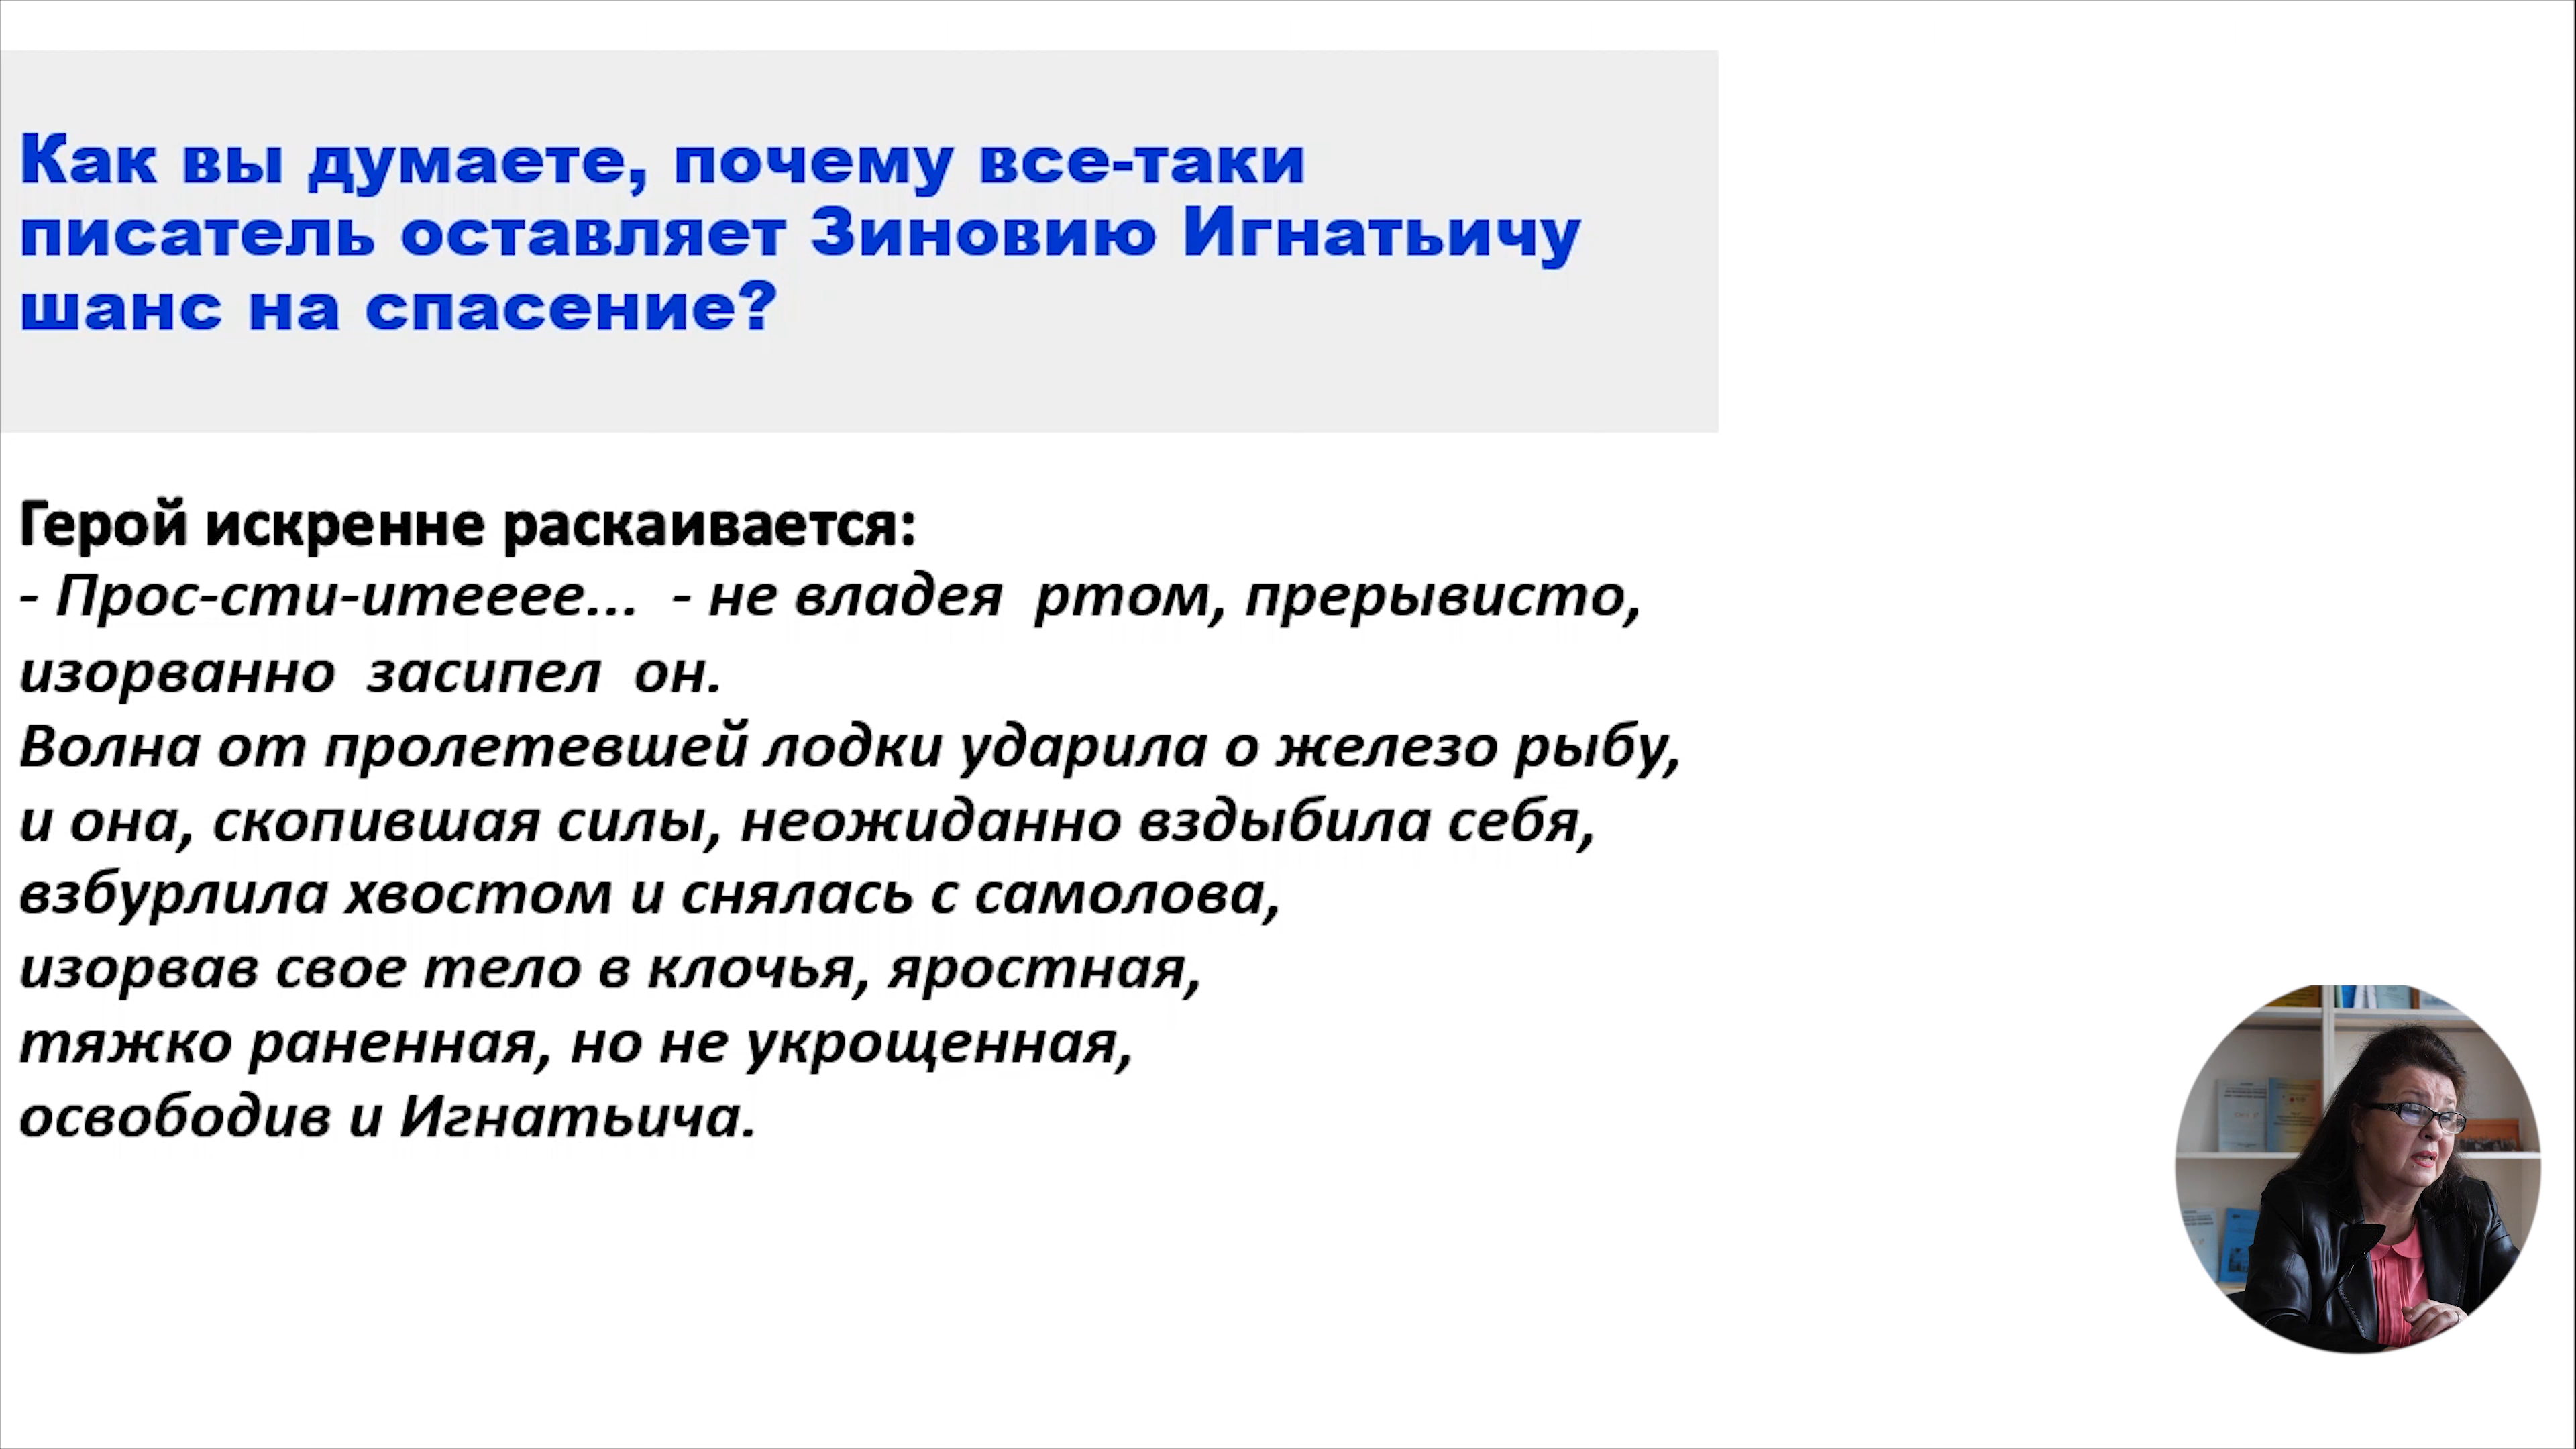 Как вы думаете, почему все-таки
писатель оставляет Зиновию Игнатьичу
шанс на спасение?
Герой искренне раскаивается:
- Прос-сти-итееее... - не владея ртом, прерывисто,
изорванно засипел он.
Волна от пролетевшей лодки ударила о железо рыбу,
и она, скопившая силы, неожиданно вздыбила себя,
взбурлила хвостом и снялась с самолова,
изорвав свое тело в клочья, яростная,
тяжко раненная, но не укрощенная,
освободив и Игнатьича.